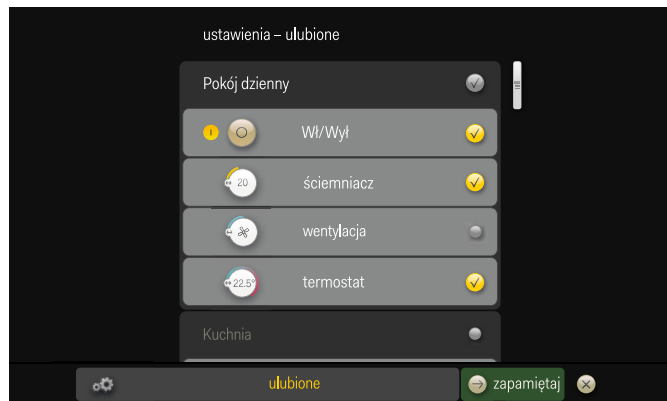 ustawienia – ulubione
Pokój dzienny
Wł/Wył
20 ściemniacz
wentylacja
22.5° termostat
Kuchnia
ulubione
zapamiętaj